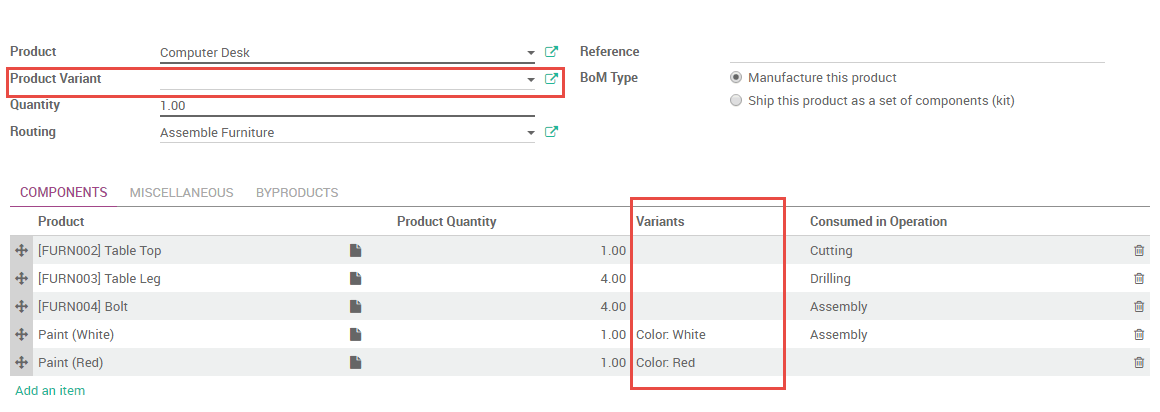 Product Computer Desk Reference
Product Variant BoM Type Manufacture this product
Quantity 1.00 Ship this product as a set of components (kit)
Routing Assemble Furniture
COMPONENTS MISCELLANEOUS BYPRODUCTS
Product Product Quantity Variants Consumed in Operation
[FURN002] Table Top 1.00 Cutting
[FURN003] Table Leg 4.00 Drilling
[FURN004] Bolt 4.00 Assembly
Paint (White) 1.00 Color: White Assembly
Paint (Red) 1.00 Color: Red
Add an item